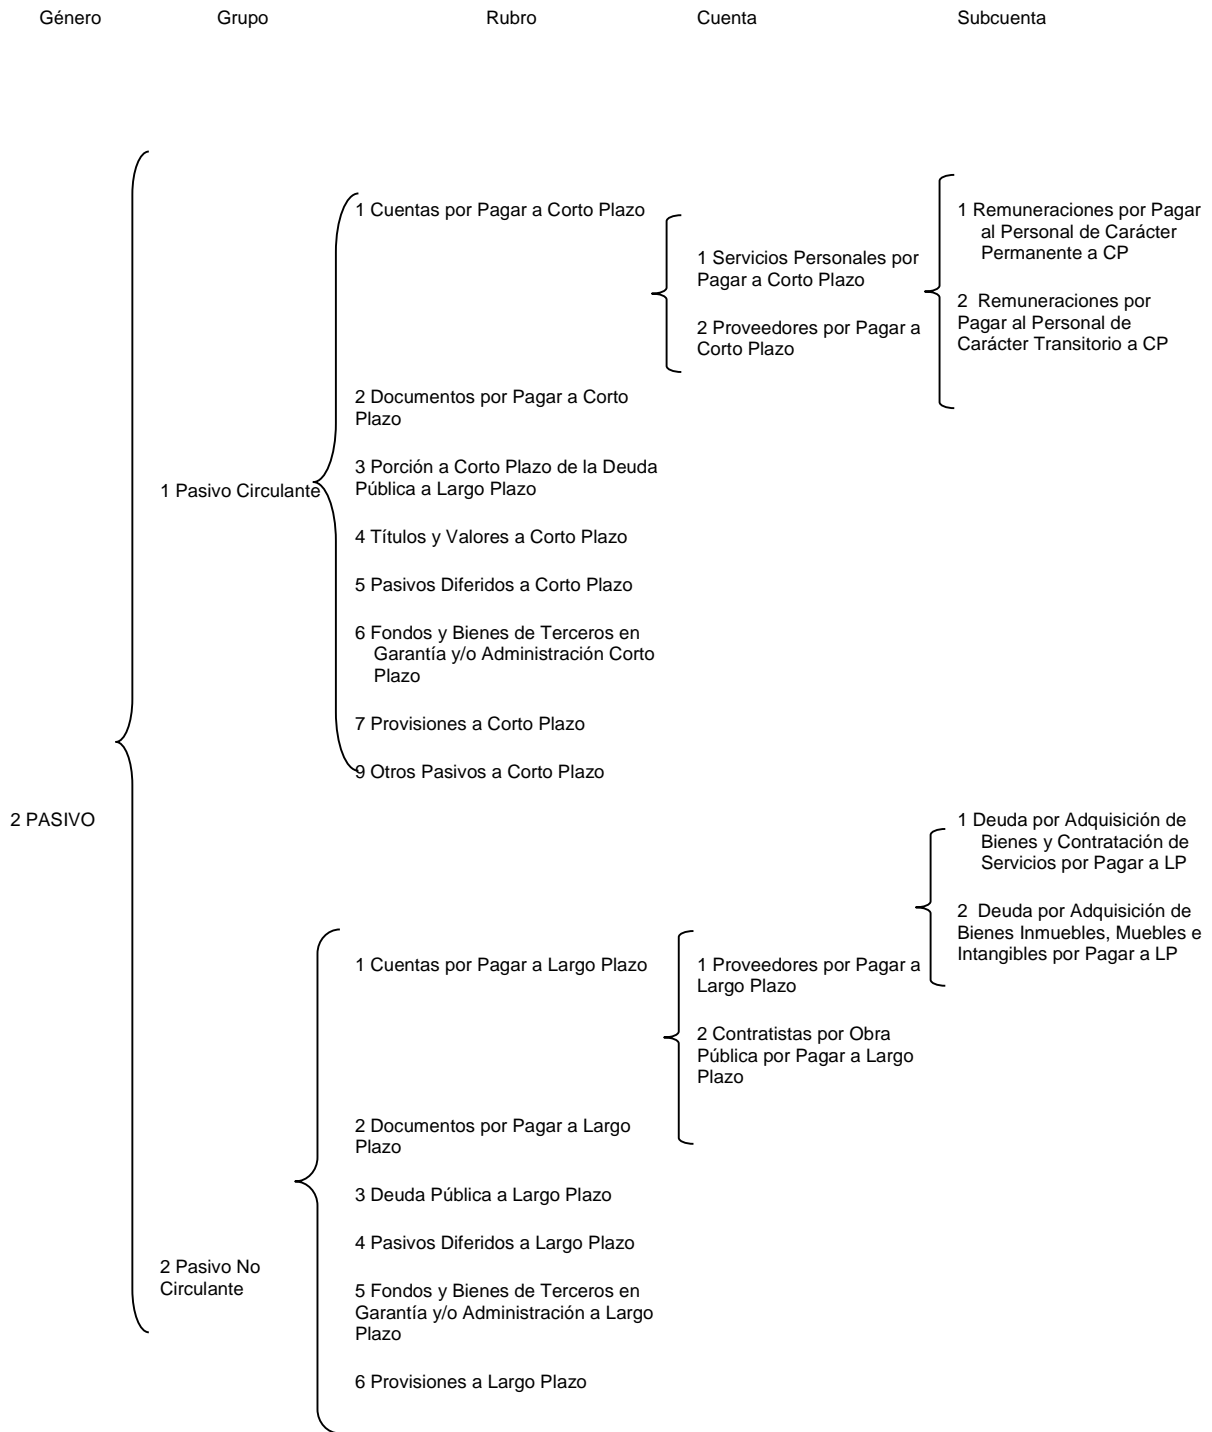 Género Grupo Rubro Cuenta Subcuenta
2 PASIVO
1 Pasivo Circulante
1 Cuentas por Pagar a Corto Plazo
1 Servicios Personales por
Pagar a Corto Plazo
1 Remuneraciones por Pagar
al Personal de Carácter
Permanente a CP
2 Remuneraciones por
Pagar al Personal de
Carácter Transitorio a CP
2 Proveedores por Pagar a
Corto Plazo
2 Documentos por Pagar a Corto
Plazo
3 Porción a Corto Plazo de la Deuda
Pública a Largo Plazo
4 Títulos y Valores a Corto Plazo
5 Pasivos Diferidos a Corto Plazo
6 Fondos y Bienes de Terceros en
Garantía y/o Administración Corto
Plazo
7 Provisiones a Corto Plazo
9 Otros Pasivos a Corto Plazo
2 Pasivo No
Circulante
1 Cuentas por Pagar a Largo Plazo
1 Proveedores por Pagar a
Largo Plazo
1 Deuda por Adquisición de
Bienes y Contratación de
Servicios por Pagar a LP
2 Deuda por Adquisición de
Bienes Inmuebles, Muebles e
Intangibles por Pagar a LP
2 Contratistas por Obra
Pública por Pagar a Largo
Plazo
2 Documentos por Pagar a Largo
Plazo
3 Deuda Pública a Largo Plazo
4 Pasivos Diferidos a Largo Plazo
5 Fondos y Bienes de Terceros en
Garantía y/o Administración a Largo
Plazo
6 Provisiones a Largo Plazo